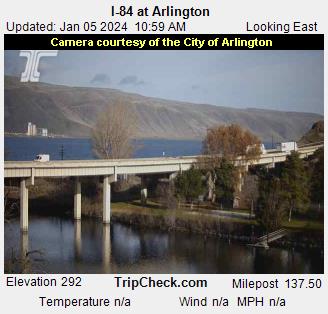 I-84 at Arlington
Updated: Jan 05 2024 10:59 AM Looking East
Camera courtesy of the City of Arlington
Elevation 292 TripCheck.com Milepost 137.50
Temperature n/a Wind n/a MPH n/a